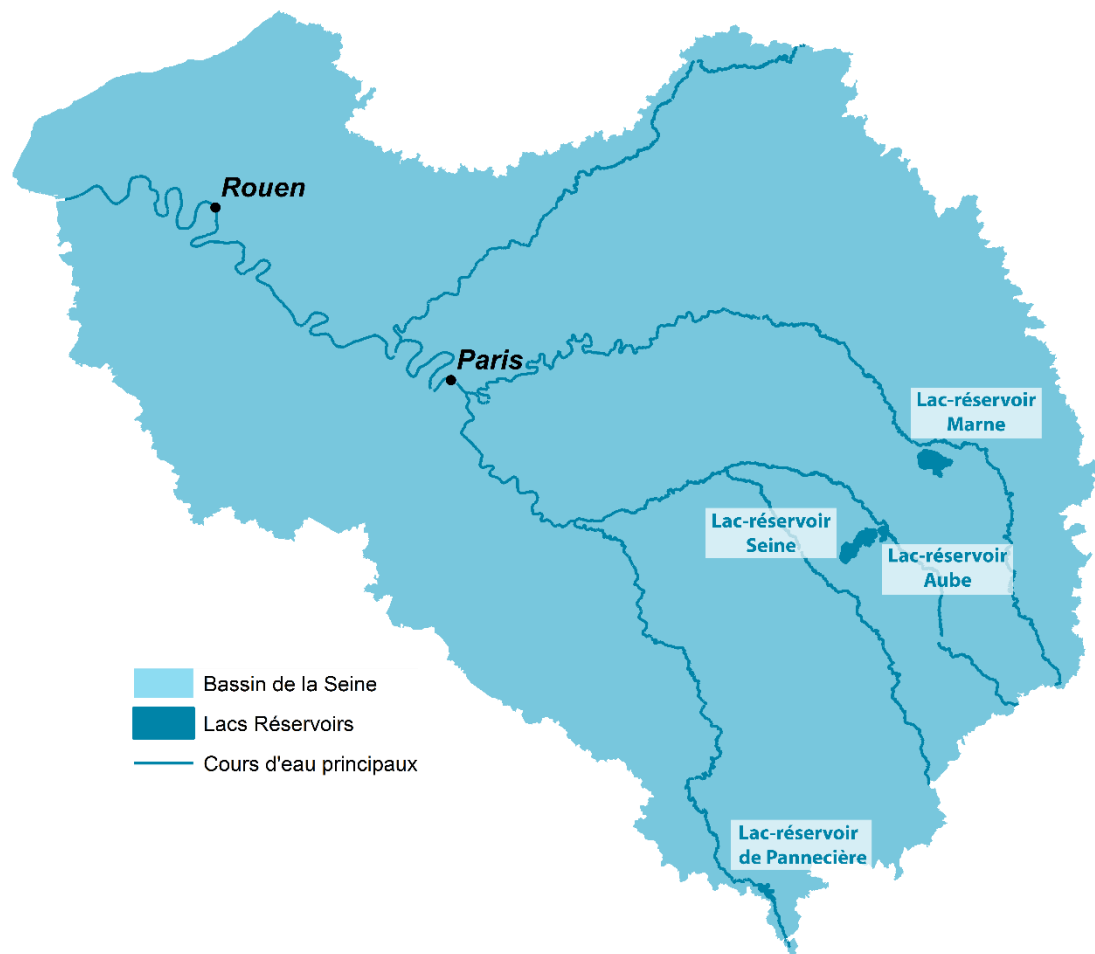 Rouen
Paris
Lac-réservoir
Marne
Lac-réservoir
Seine
Lac-réservoir
Aube
Bassin de la Seine
Lacs Réservoirs
Cours d'eau principaux
Lac-réservoir
de Pannecière